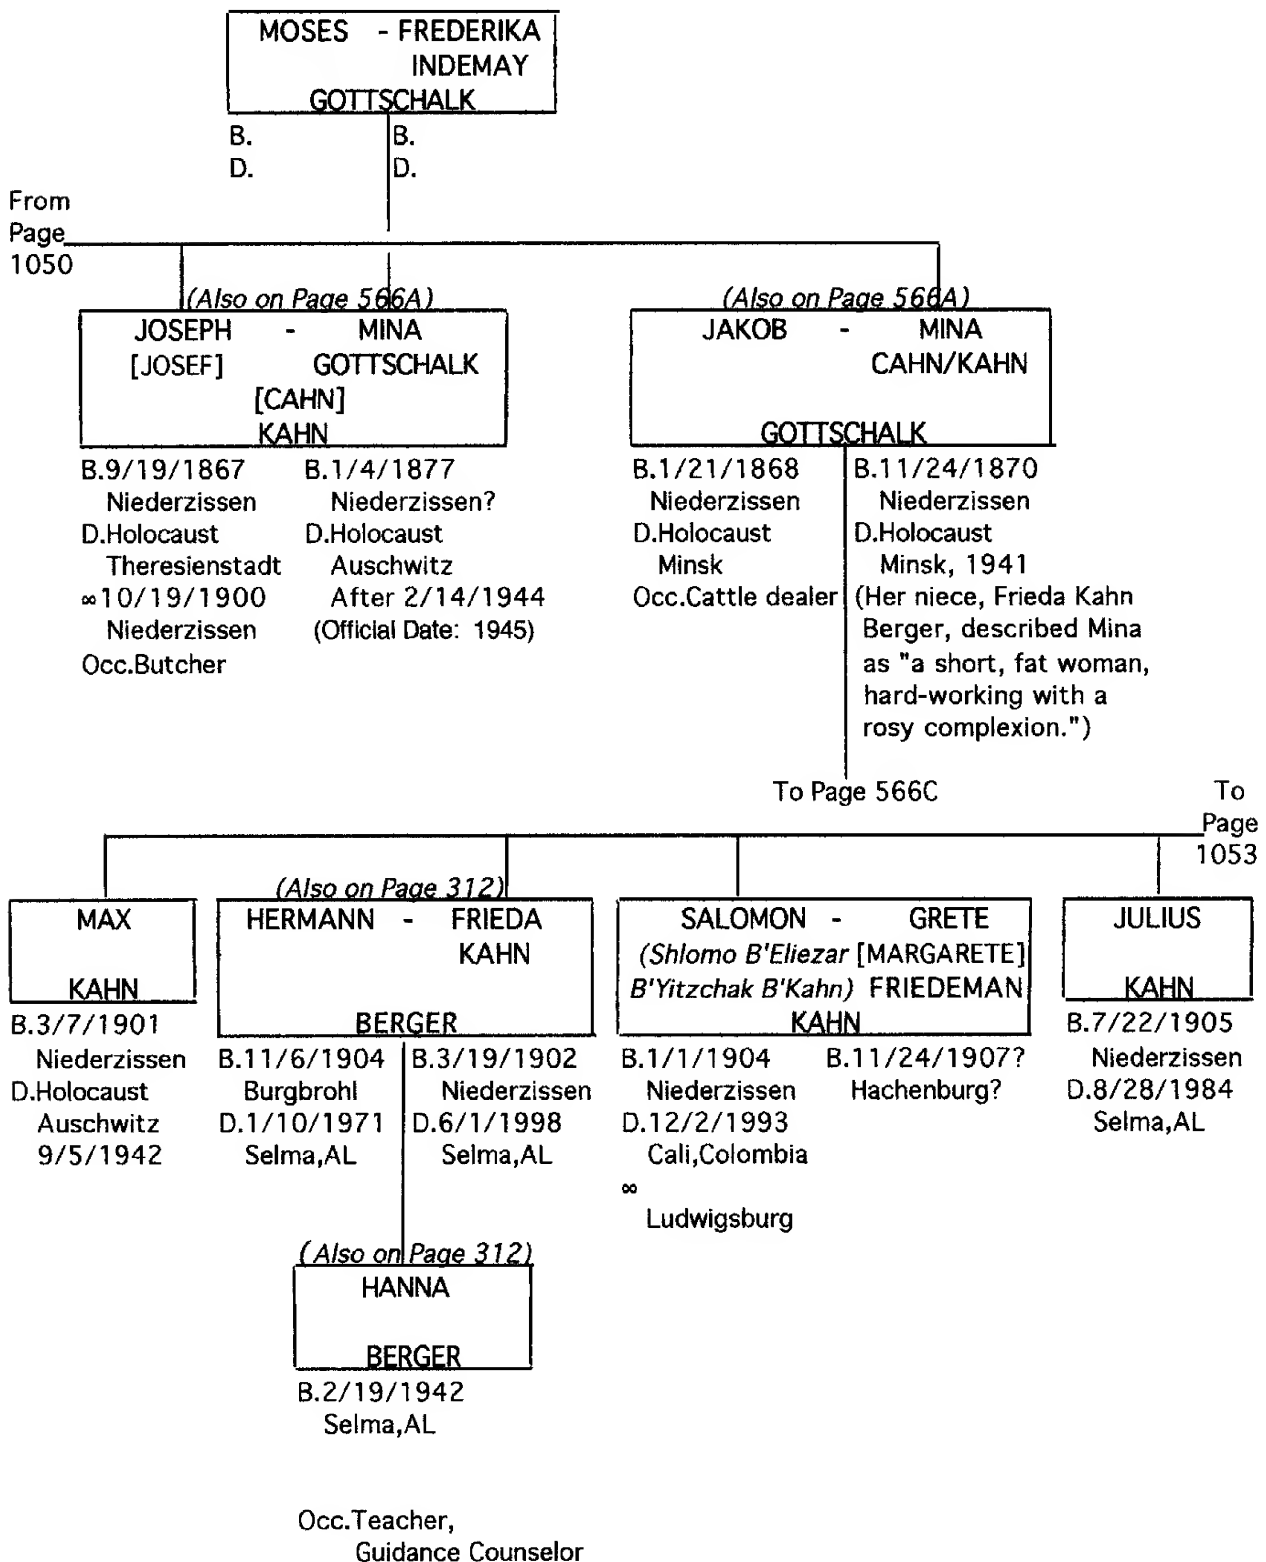 MOSES - FREDERIKA
INDEMAY
GOTTSCHALK
B. B.
D. D.
From
Page
1050
(Also on Page 566A)
JOSEPH - MINA
[JOSEF] GOTTSCHALK
[CAHN]
KAHN
B.9/19/1867 B.1/4/1877
Niederzissen Niederzissen?
D.Holocaust D.Holocaust
Theresienstadt Auschwitz
∞10/19/1900 After 2/14/1944
Niederzissen (Official Date: 1945)
Occ.Butcher
(Also on Page 566A)
JAKOB - MINA
CAHN/KAHN
GOTTSCHALK
B.1/21/1868 B.11/24/1870
Niederzissen Niederzissen
D.Holocaust D.Holocaust
Minsk Minsk, 1941
Occ.Cattle dealer (Her niece, Frieda Kahn
Berger, described Mina
as "a short, fat woman,
hard-working with a
rosy complexion.")
To Page 566C
To
Page
1053
MAX
KAHN
B.3/7/1901
Niederzissen
D.Holocaust
Auschwitz
9/5/1942
(Also on Page 312)
HERMANN - FRIEDA
KAHN
BERGER
B.11/6/1904 B.3/19/1902
Burgbrohl Niederzissen
D.1/10/1971 D.6/1/1998
Selma,AL Selma,AL
SALOMON - GRETE
(Shlomo B'Eliezar [MARGARETE]
B'Yitzchak B'Kahn) FRIEDEMAN
KAHN
B.1/1/1904 B.11/24/1907?
Niederzissen Hachenburg?
D.12/2/1993
Cali,Colombia
∞
Ludwigsburg
JULIUS
KAHN
B.7/22/1905
Niederzissen
D.8/28/1984
Selma,AL
(Also on Page 312)
HANNA
BERGER
B.2/19/1942
Selma,AL
Occ.Teacher,
Guidance Counselor